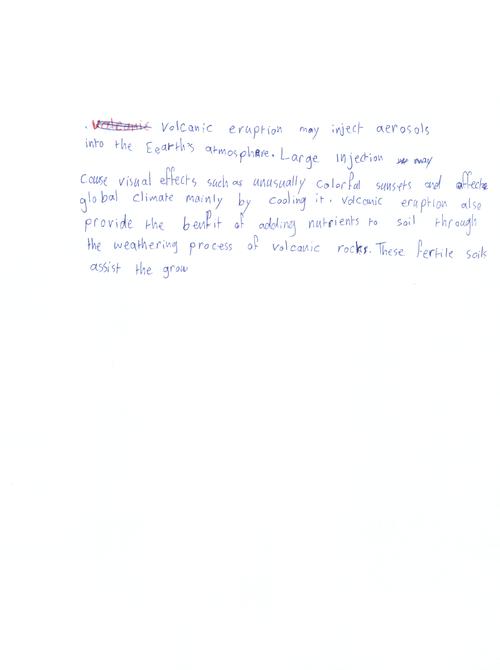 . Volcanic eruption may inject aerosols
into the Eearth's atmosphere. Large Injection may
Cause visual effects such as unusually colorful sunsets and affects
global climate mainly by cooling it. volcanic eruption also
provide the benfit of adding nutrients to soil through
the weathering process of volcanic rocks. These fertile soils
assist the grow